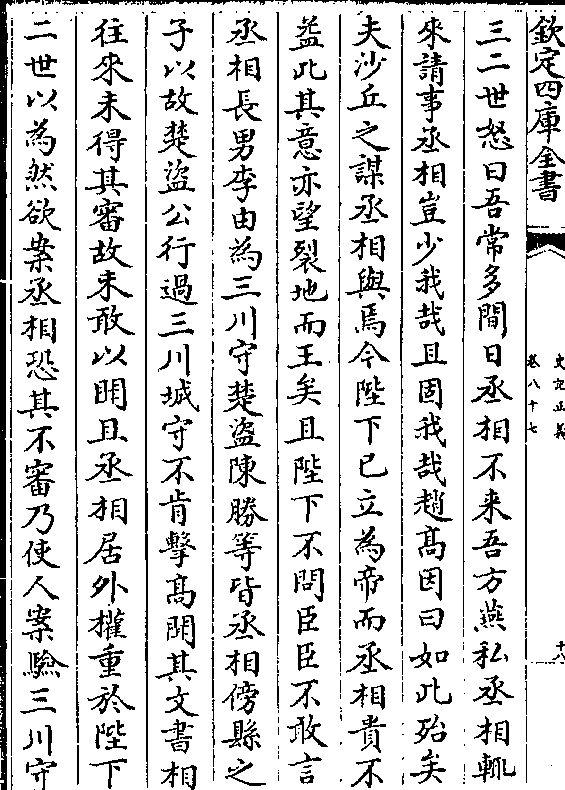 欽定四庫全書
史記正義
卷八十七
十八
三二世怒曰吾常多閒日丞相不来吾方燕私丞相輒
來請事丞相豈少我哉且固我哉趙髙因曰如此殆矣
夫沙丘之謀丞相與焉今陛下已立為帝而丞相貴不
益此其意亦望裂地而王矣且陛下不問臣臣不敢言
丞相長男李由為三川守楚盜陳勝等皆丞相傍縣之
子以故楚盜公行過三川城守不肯擊髙聞其文書相
往來未得其審故未敢以聞且丞相居外權重於陛下
二世以為然欲案丞相恐其不審乃使人案驗三川守